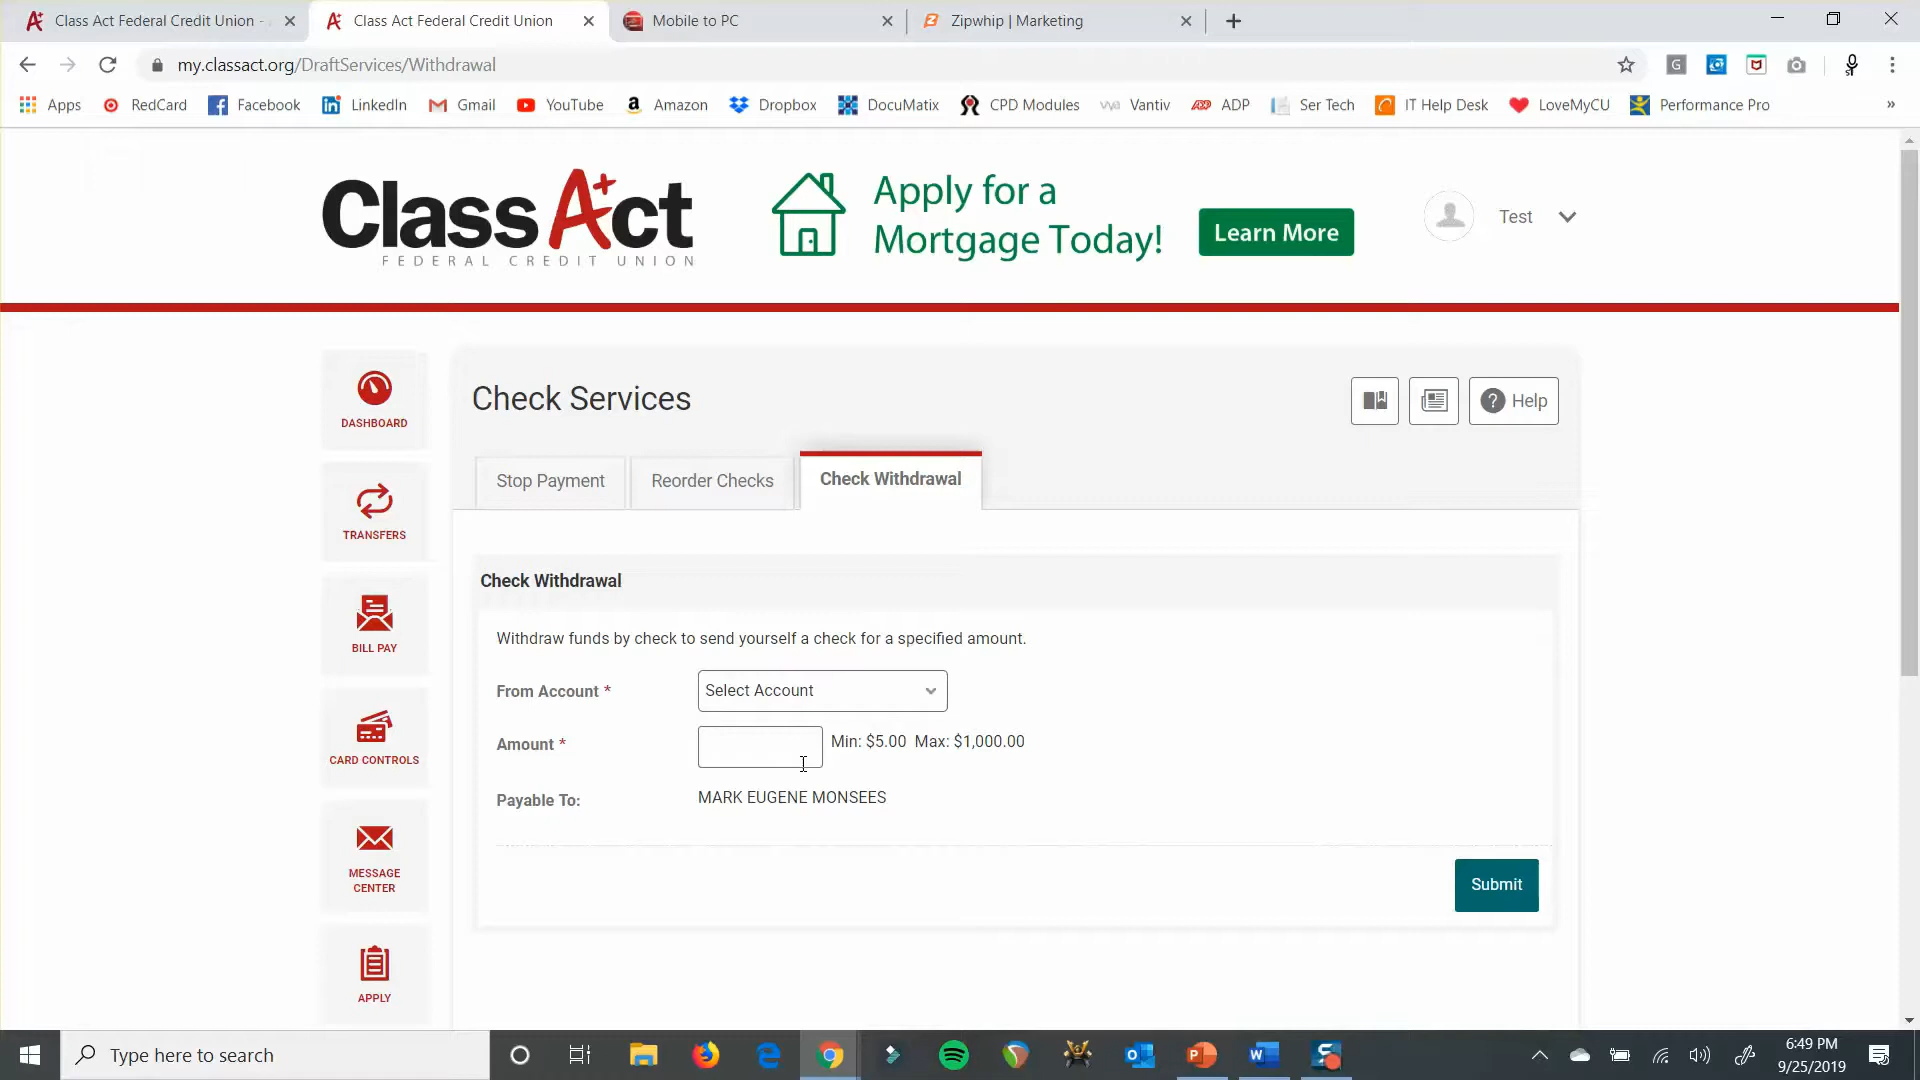 Class Act Federal Credit Union -
Class Act Federal Credit Union
Mobile to PC
Zipwhip | Marketing
my.classact.org/DraftServices/Withdrawal
Apps
RedCard
Facebook
LinkedIn
Gmail
YouTube
Amazon
Dropbox
DocuMatix
CPD Modules
Vantiv
ADP
Ser Tech
IT Help Desk
LoveMyCU
Performance Pro
»
Class Act
FEDERAL CREDIT UNION
Apply for a
Mortgage Today!
Learn More
Test
DASHBOARD
TRANSFERS
BILL PAY
CARD CONTROLS
MESSAGE
CENTER
APPLY
Check Services
? Help
Stop Payment
Reorder Checks
Check Withdrawal
Check Withdrawal
Withdraw funds by check to send yourself a check for a specified amount.
From Account *
Select Account
Amount *
Min: $5.00 Max: $1,000.00
Payable To:
MARK EUGENE MONSEES
Submit
Type here to search
6:49 PM
9/25/2019